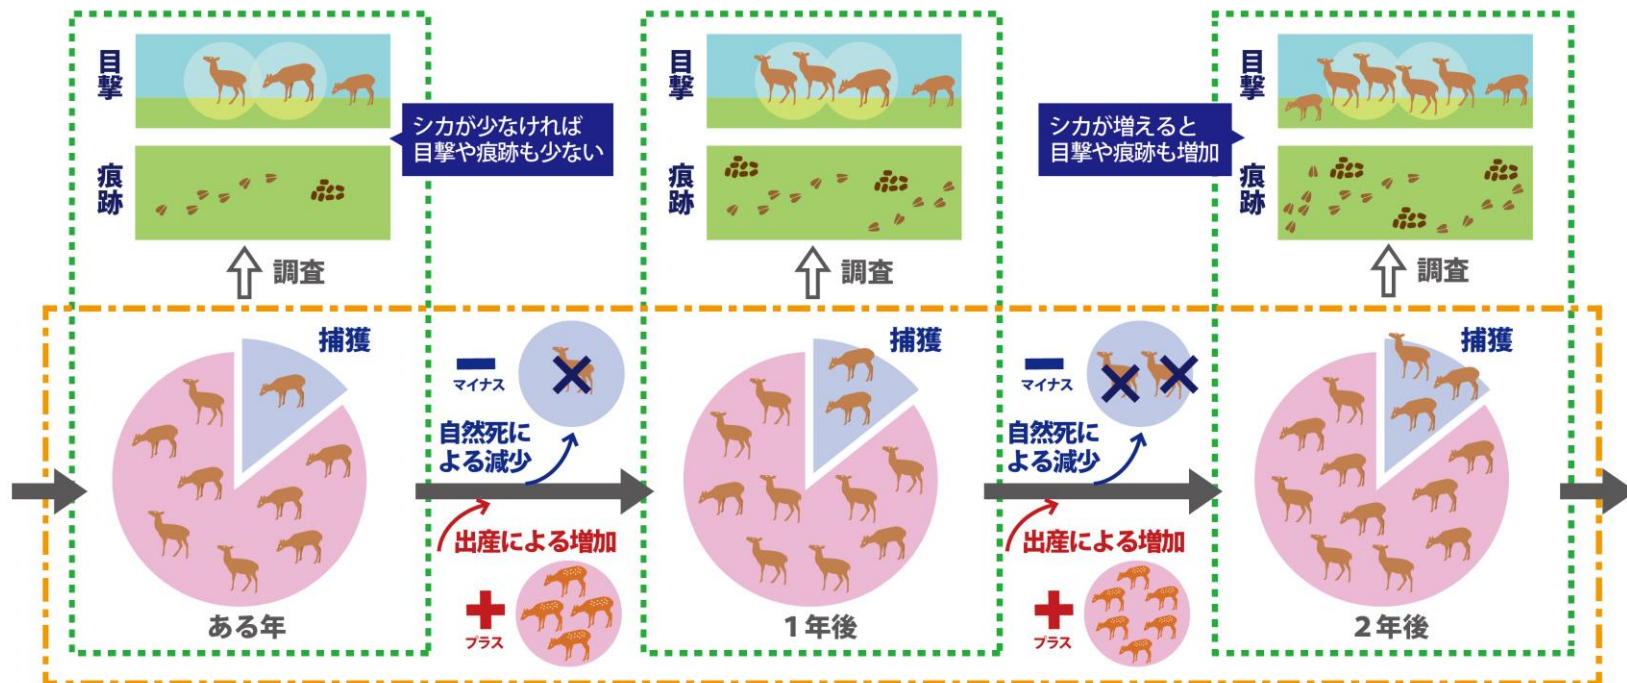 目撃
痕跡
シカが少なければ
目撃や痕跡も少ない
調査
捕獲
ある年
マイナス
自然死に
よる減少
出産による増加
プラス
調査
捕獲
1年後
マイナス
自然死に
よる減少
出産による増加
プラス
シカが増えると
目撃や痕跡も増加
目撃
痕跡
目撃
痕跡
調査
捕獲
2年後